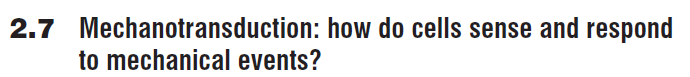 2.7 Mechanotransduction: how do cells sense and respond
to mechanical events?